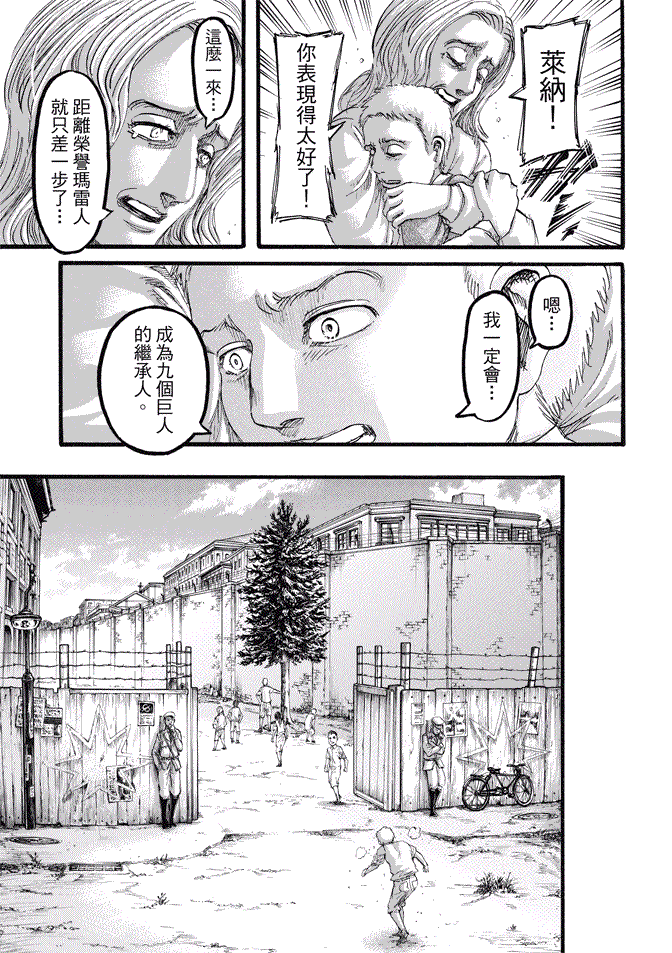 萊納！
你表現得太好了！
這麼一來…
距離榮譽瑪雷人
就只差一步了…
嗯…
我一定會…
成為九個巨人
的繼承人。